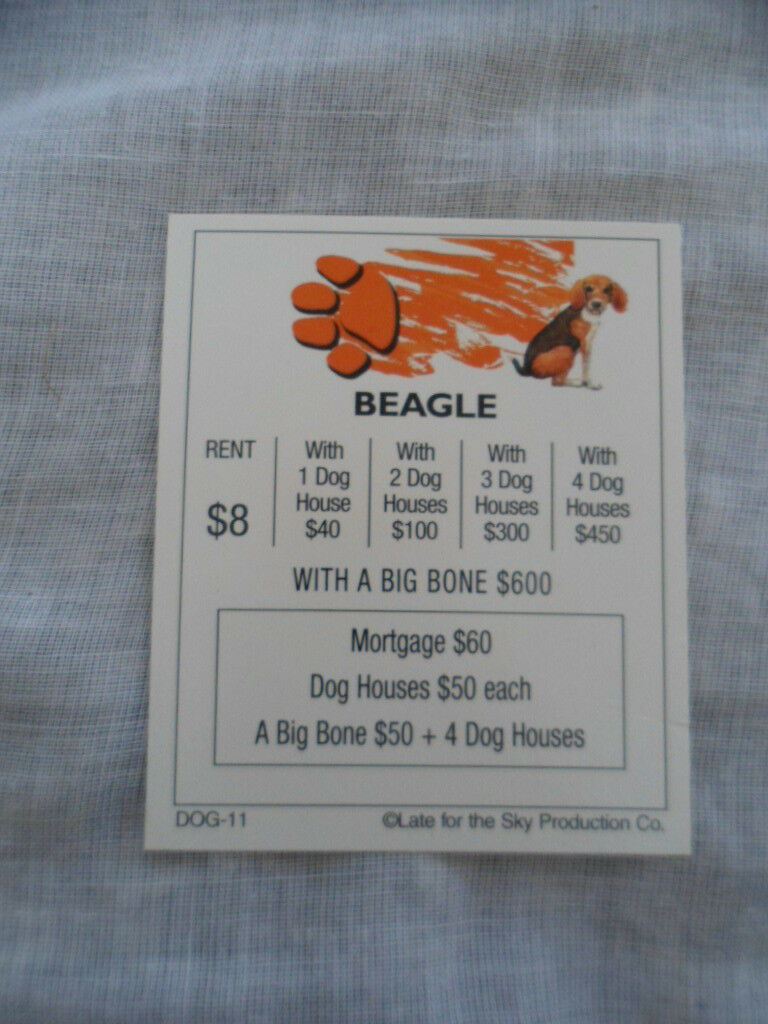 BEAGLE
RENT
$8
With
1 Dog
House
$40
With
2 Dog
Houses
$100
With
3 Dog
Houses
$300
With
4 Dog
Houses
$450
WITH A BIG BONE $600
Mortgage $60
Dog Houses $50 each
A Big Bone $50 + 4 Dog Houses
DOG-11 ©Late for the Sky Production Co.